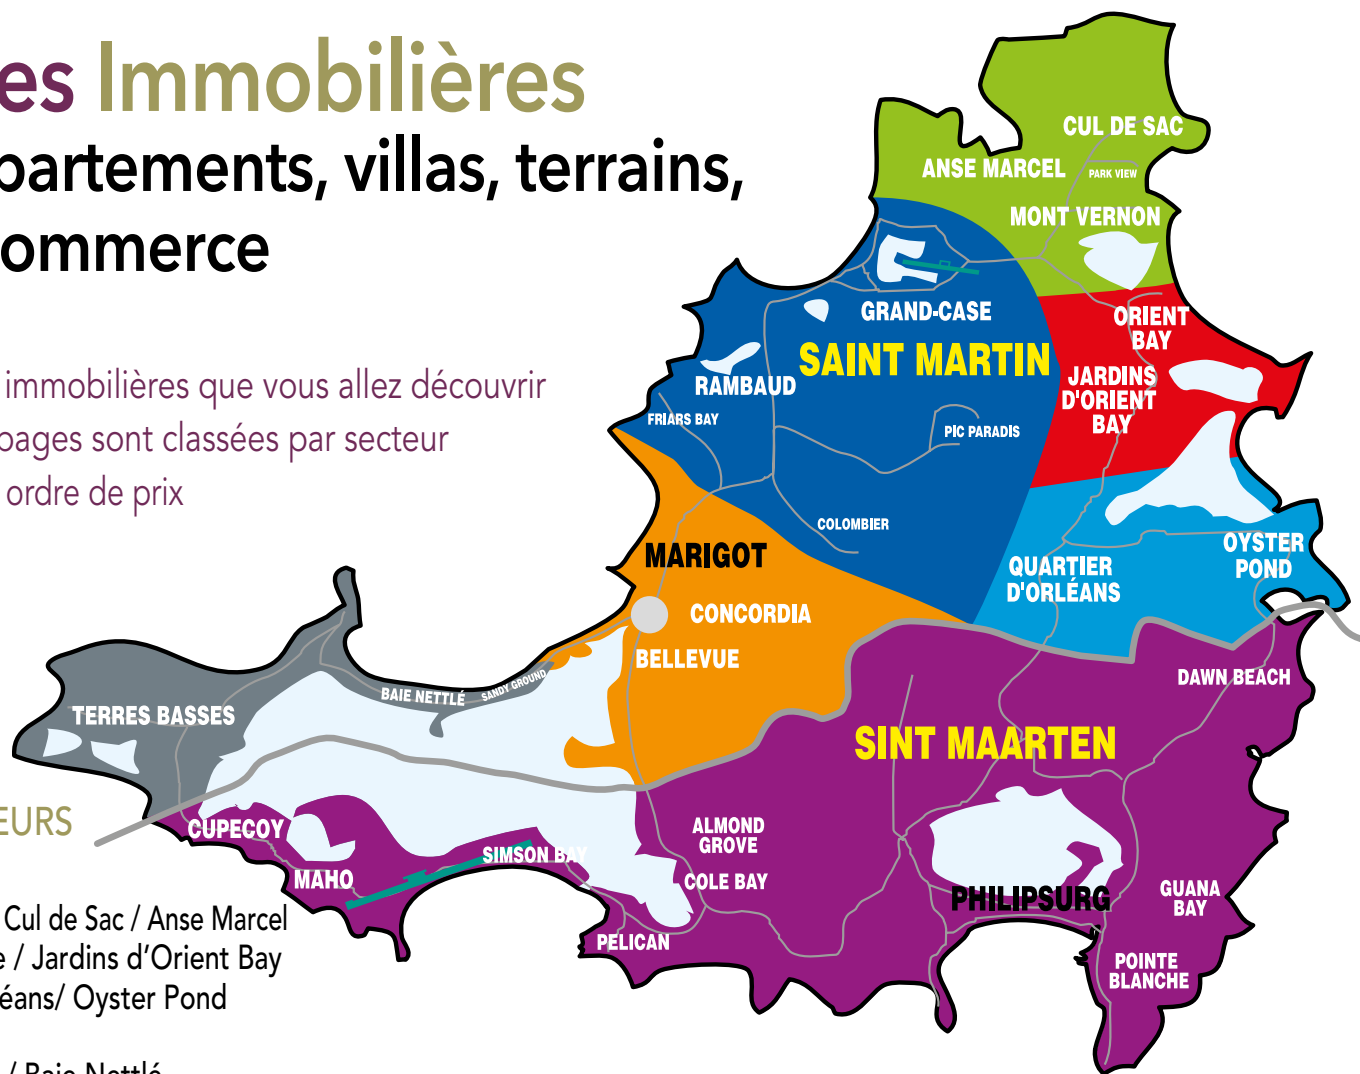 es Immobilières
partements, villas, terrains,
ommerce
immobilières que vous allez découvrir
pages sont classées par secteur
ordre de prix
EURS
Cul de Sac / Anse Marcel
e / Jardins d'Orient Bay
éans/ Oyster Pond
/ Baie Nettlé
CUL DE SAC
ANSE MARCEL
PARK VIEW
MONT VERNON
GRAND-CASE
ORIENT
BAY
SAINT MARTIN
RAMBAUD
JARDINS
D'ORIENT
BAY
FRIARS BAY
PIC PARADIS
COLOMBIER
MARIGOT
OYSTER
POND
QUARTIER
D'ORLÉANS
CONCORDIA
BELLEVUE
DAWN BEACH
BAIE NETTLÉ
SANDY GROUND
TERRES BASSES
SINT MAARTEN
CUPECOY
ALMOND
GROVE
SIMSON BAY
MAHO
COLE BAY
PHILIPSURG
GUANA
BAY
PELICAN
POINTE
BLANCHE